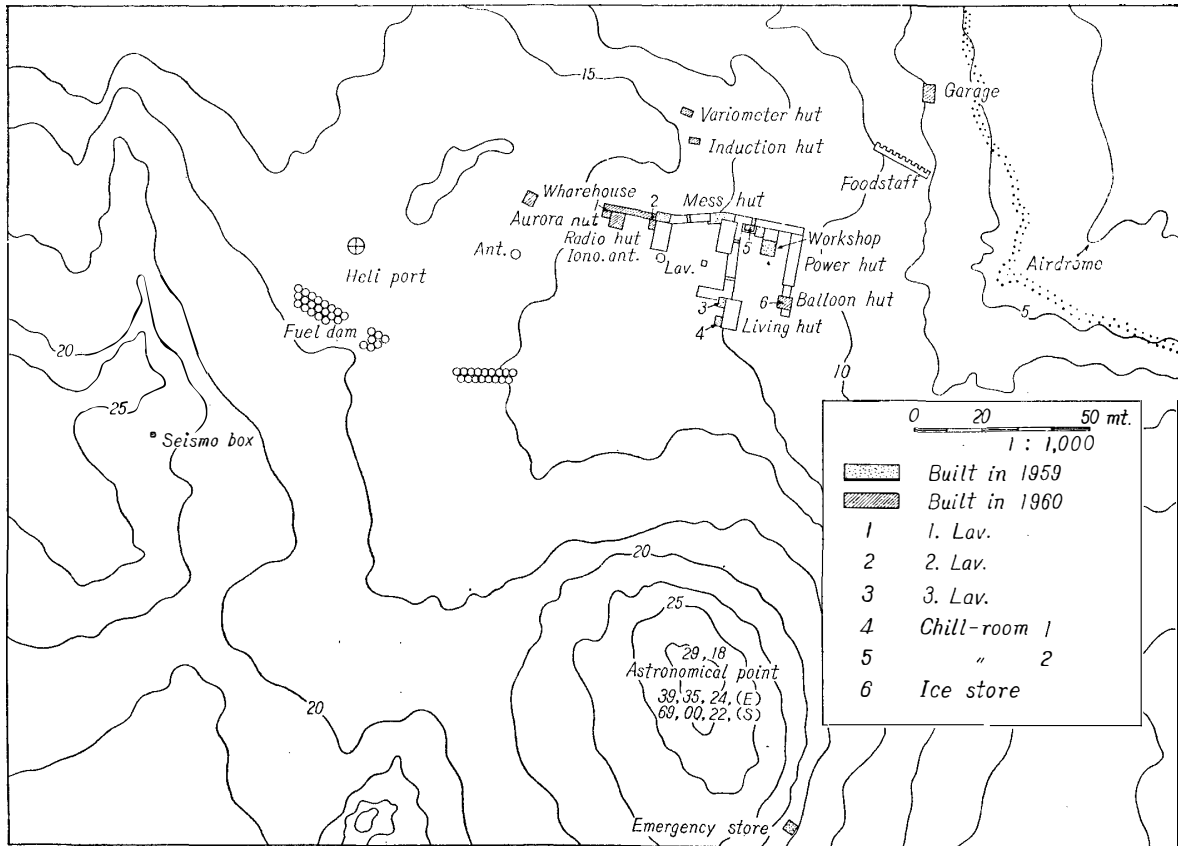 15
Garage
Variometer hut
Induction hut
Foodstaff
Wharehouse
2
Mess hut
Aurora nut
5
Workshop
Radio hut
Iono. ant.
Ant.
Lav.
Power hut
Airdrome
Heli port
6
Balloon hut
3
5
Living hut
4
Fuel dam
20
10
25
Seismo box
0 20 50 mt.
1 : 1,000
Built in 1959
Built in 1960
1 1. Lav.
2 2. Lav.
3 3. Lav.
4 Chill-room 1
5 〃 2
6 Ice store
20
25
29,18
Astronomical point
39,35,24,(E)
69,00,22,(S)
20
Emergency store